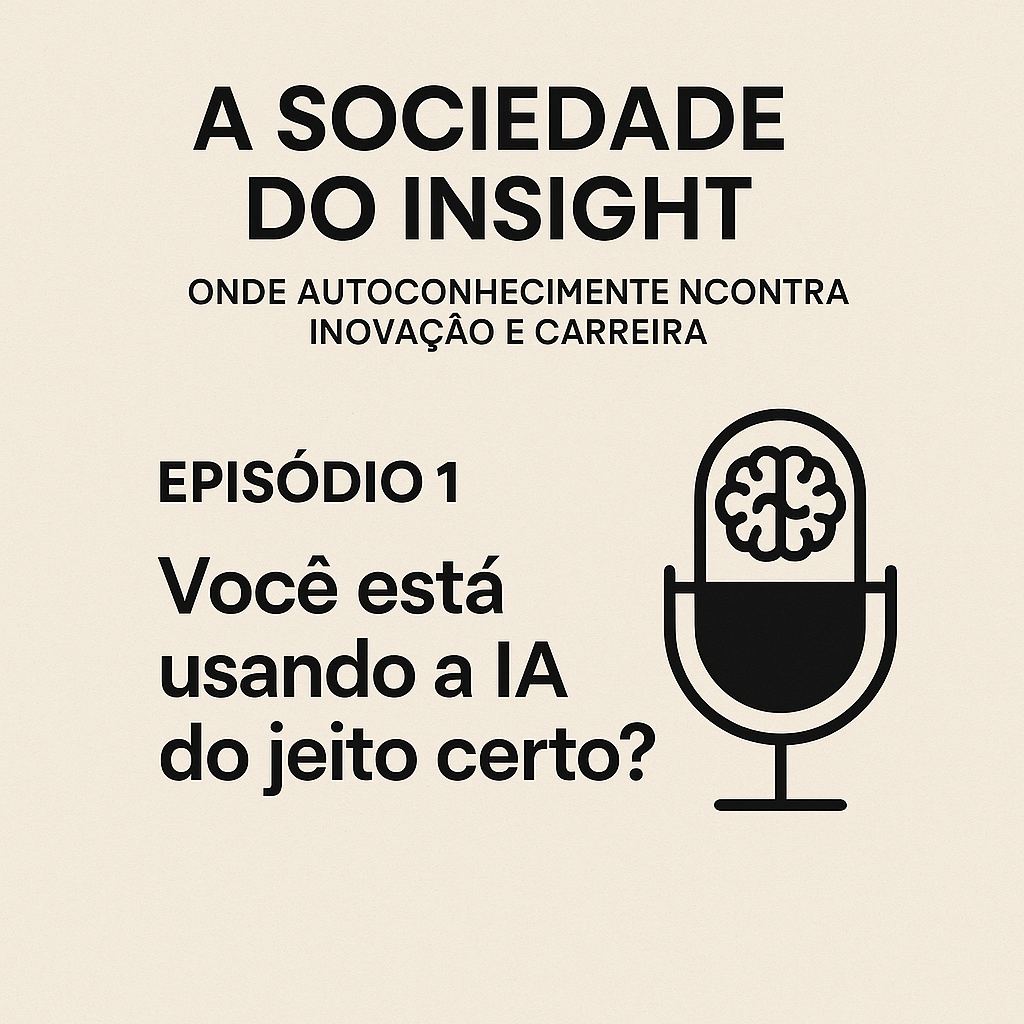 A SOCIEDADE
DO INSIGHT
ONDE AUTOCONHECIMENTE NCONTRA
INOVAÇÂO E CARREIRA
EPISÓDIO 1
Você está
usando a IA
do jeito certo?